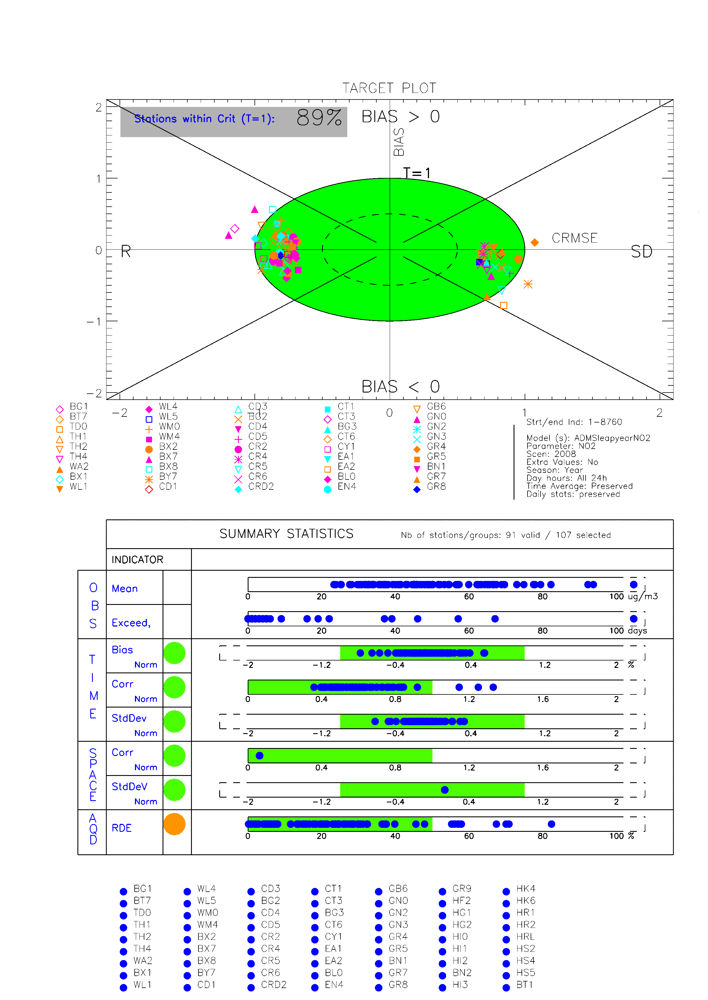 TARGET PLOT
2
Stations within Crit (T=1): 89%
BIAS > 0
BIAS
T=1
1
CRMSE
0
R
SD
-1
BIAS < 0
-2
-2 -1 0 1 2
BG1 WL4 CD3 CT1 GB6
BT7 WL5 BG2 CT3 GN0
TD0 WM0 CD4 BG3 GN2
TH1 WM4 CD5 CT6 GN3
TH2 BX2 CR2 CY1 GR4
TH4 BX7 CR4 EA1 GR5
WA2 BX8 CR5 EA2 BN1
BX1 BY7 CR6 BL0 GR7
WL1 CD1 CRD2 EN4 GR8
Strt/end Ind: 1-8760
Model (s): ADMSleapyearNO2
Parameter: NO2
Scen: 2008
Extra Values: No
Season: Year
Day hours: All 24h
Time Average: Preserved
Daily stats: preserved
SUMMARY STATISTICS Nb of stations/groups: 91 valid / 107 selected
INDICATOR
OBS
Mean
0 20 40 60 80 100 ug/m3
Exceed,
0 20 40 60 80 100 days
TIME
Bias
Norm -2 -1.2 -0.4 0.4 1.2 2 %
Corr
Norm 0 0.4 0.8 1.2 1.6 2
StdDev
Norm -2 -1.2 -0.4 0.4 1.2 2
SPACE
Corr
Norm 0 0.4 0.8 1.2 1.6 2
StdDeV
Norm -2 -1.2 -0.4 0.4 1.2 2
AQD
RDE
0 20 40 60 80 100 %
BG1 WL4 CD3 CT1 GB6 GR9 HK4
BT7 WL5 BG2 CT3 GN0 HF2 HK6
TD0 WM0 CD4 BG3 GN2 HG1 HR1
TH1 WM4 CD5 CT6 GN3 HG2 HR2
TH2 BX2 CR2 CY1 GR4 HI0 HRL
TH4 BX7 CR4 EA1 GR5 HI1 HS2
WA2 BX8 CR5 EA2 BN1 HI2 HS4
BX1 BY7 CR6 BL0 GR7 BN2 HS5
WL1 CD1 CRD2 EN4 GR8 HI3 BT1